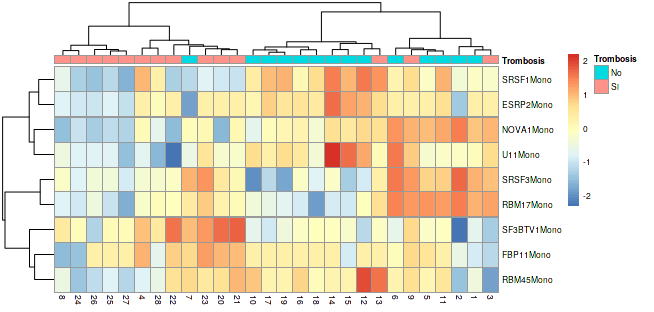 Trombosis
Trombosis
No
SI
SRSF1Mono
ESRP2Mono
NOVA1Mono
U11Mono
SRSF3Mono
RBM17Mono
SF3BTV1Mono
FBP11Mono
RBM45Mono
2
1
0
-1
-2
8 24 26 25 27 4 28 22 7 23 20 21 10 17 19 16 18 14 15 12 13 6 9 5 11 2 1 3